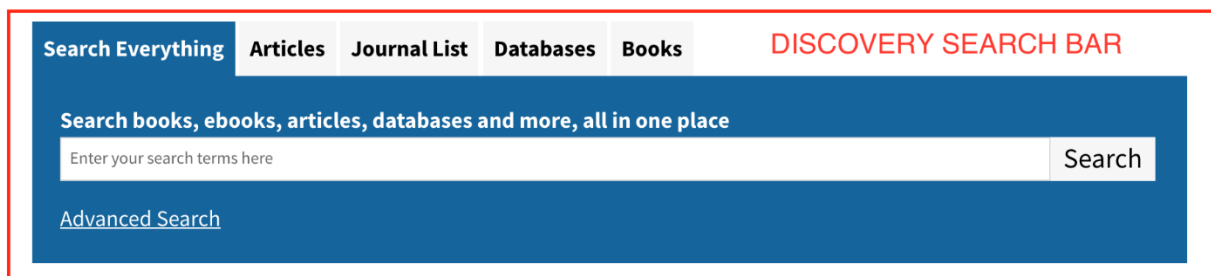 Search Everything Articles Journal List Databases Books DISCOVERY SEARCH BAR
Search books, ebooks, articles, databases and more, all in one place
Enter your search terms here Search
Advanced Search